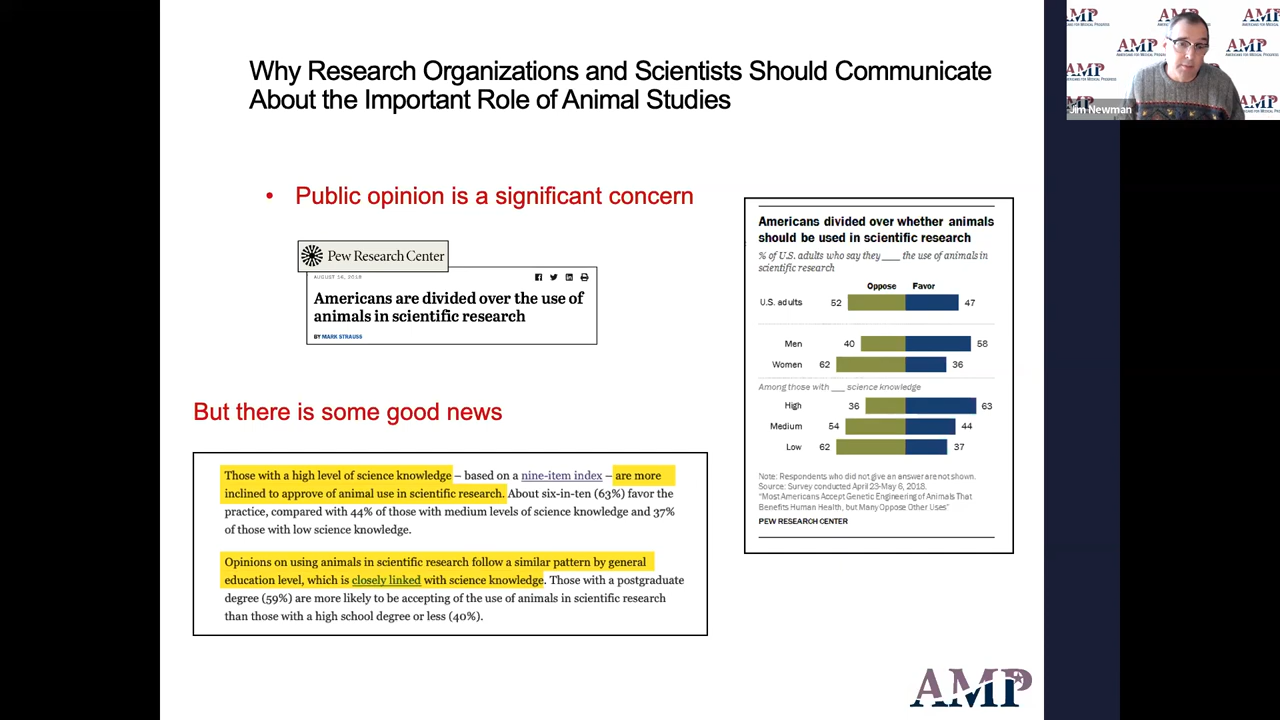 Why Research Organizations and Scientists Should Communicate
About the Important Role of Animal Studies
• Public opinion is a significant concern
Pew Research Center
AUGUST 16, 2018
Americans are divided over the use of
animals in scientific research
BY MARK STRAUSS
But there is some good news
Those with a high level of science knowledge – based on a nine-item index – are more
inclined to approve of animal use in scientific research. About six-in-ten (63%) favor the
practice, compared with 44% of those with medium levels of science knowledge and 37%
of those with low science knowledge.
Opinions on using animals in scientific research follow a similar pattern by general
education level, which is closely linked with science knowledge. Those with a postgraduate
degree (59%) are more likely to be accepting of the use of animals in scientific research
than those with a high school degree or less (40%).
Americans divided over whether animals
should be used in scientific research
% of U.S. adults who say they ___ the use of animals in
scientific research
Oppose Favor
U.S. adults 52 47
Men 40 58
Women 62 36
Among those with ___ science knowledge
High 36 63
Medium 54 44
Low 62 37
Note: Respondents who did not give an answer are not shown.
Source: Survey conducted April 23-May 6, 2018.
"Most Americans Accept Genetic Engineering of Animals That
Benefits Human Health, but Many Oppose Other Uses"
PEW RESEARCH CENTER
AMP
AMP
AMP
AMP
Jim Newman